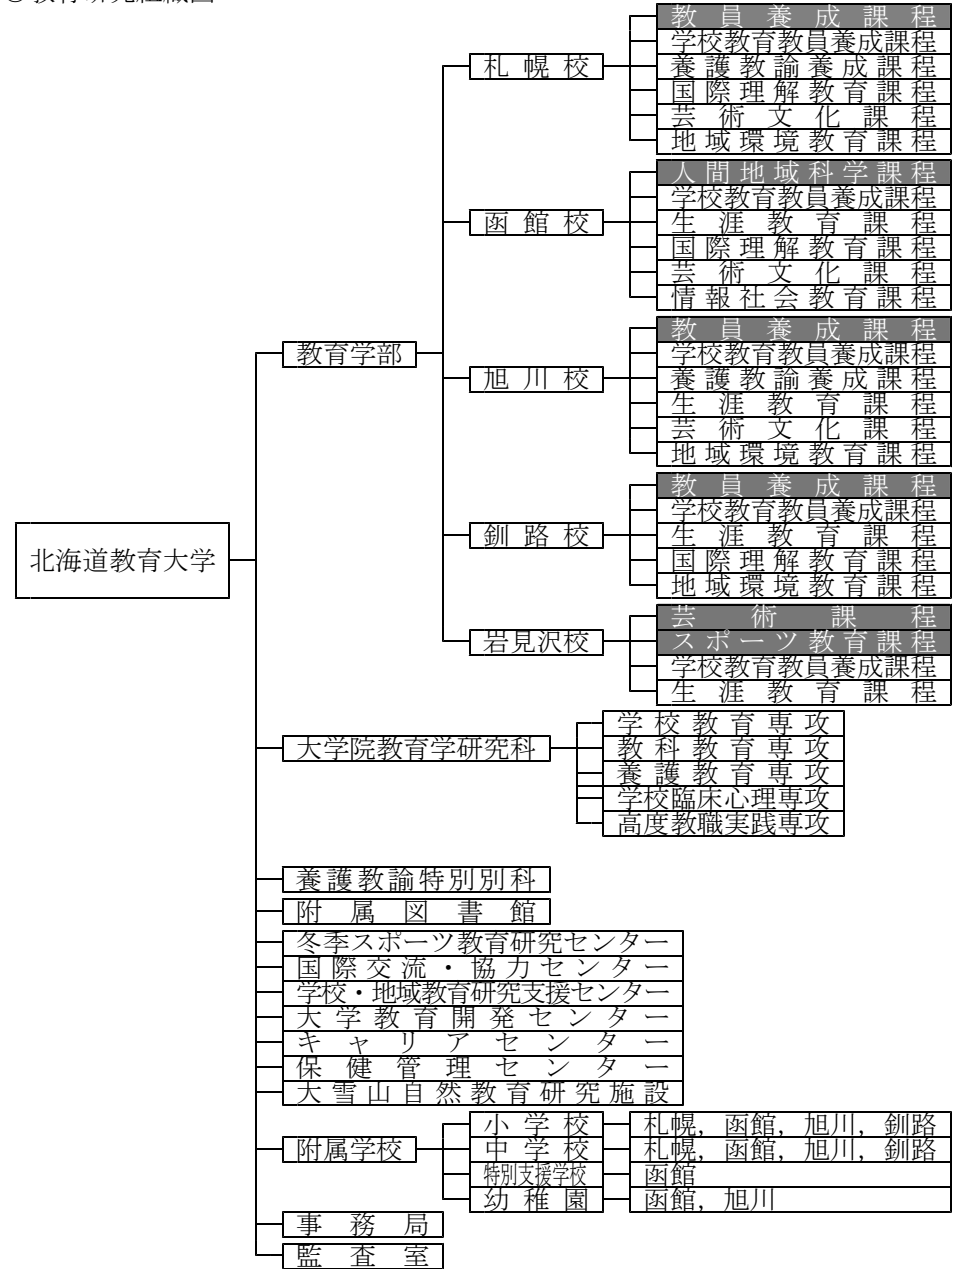 教員養成課程
学校教育教員養成課程
札幌校
養護教諭養成課程
国際理解教育課程
芸術文化課程
地域環境教育課程
人間地域科学課程
学校教育教員養成課程
函館校
生涯教育課程
国際理解教育課程
芸術文化課程
情報社会教育課程
教員養成課程
教育学部
学校教育教員養成課程
旭川校
養護教諭養成課程
生涯教育課程
芸術文化課程
地域環境教育課程
教員養成課程
学校教育教員養成課程
釧路校
生涯教育課程
北海道教育大学
国際理解教育課程
地域環境教育課程
芸術課程
岩見沢校
スポーツ教育課程
学校教育教員養成課程
生涯教育課程
学校教育専攻
大学院教育学研究科
教科教育専攻
養護教育専攻
学校臨床心理専攻
高度教職実践専攻
養護教諭特別別科
附属図書館
冬季スポーツ教育研究センター
国際交流・協力センター
学校・地域教育研究支援センター
大学教育開発センター
キャリアセンター
保健管理センター
大雪山自然教育研究施設
附属学校
小学校 札幌，函館，旭川，釧路
中学校 札幌，函館，旭川，釧路
特別支援学校 函館
幼稚園 函館，旭川
事務局
監査室